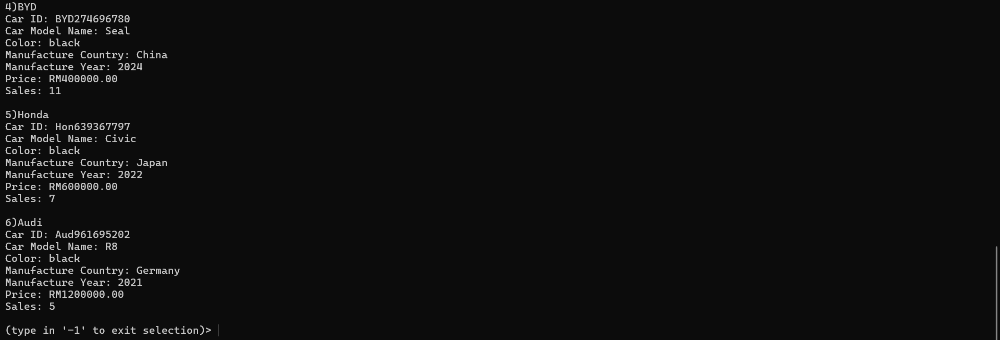 4)BYD
Car ID: BYD274696780
Car Model Name: Seal
Color: black
Manufacture Country: China
Manufacture Year: 2024
Price: RM400000.00
Sales: 11
5)Honda
Car ID: Hon639367797
Car Model Name: Civic
Color: black
Manufacture Country: Japan
Manufacture Year: 2022
Price: RM600000.00
Sales: 7
6)Audi
Car ID: Aud961695202
Car Model Name: R8
Color: black
Manufacture Country: Germany
Manufacture Year: 2021
Price: RM1200000.00
Sales: 5
(type in '-1' to exit selection)>